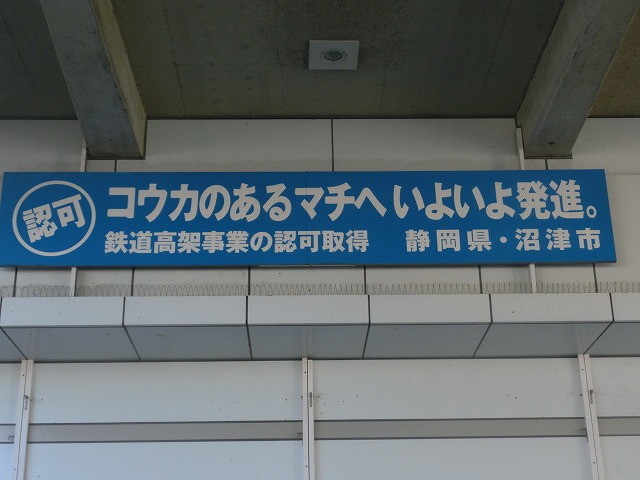 認可
コウカのあるマチへ いよいよ発進。
鉄道高架事業の認可取得 静岡県・沼津市